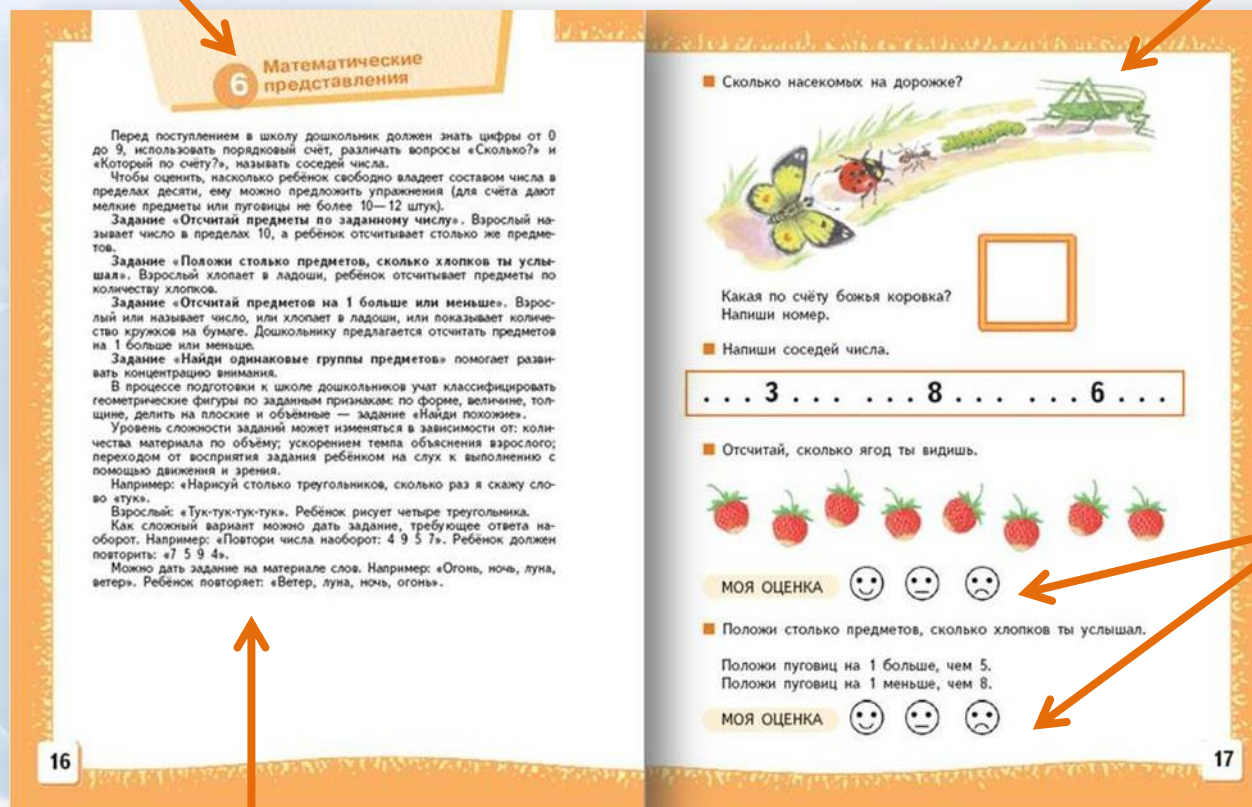 6
Математические
представления
Перед поступлением в школу дошкольник должен знать цифры от 0
до 9, использовать порядковый счёт, различать вопросы «Сколько?» и
«Который по счёту?», называть соседей числа.
Чтобы оценить, насколько ребёнок свободно владеет составом числа в
пределах десяти, ему можно предложить упражнения (для счёта дают
мелкие предметы или пуговицы не более 10—12 штук).
Задание «Отсчитай предметы по заданному числу». Взрослый на-
зывает число в пределах 10, а ребёнок отсчитывает столько же предме-
тов.
Задание «Положи столько предметов, сколько хлопков ты услы-
шал». Взрослый хлопает в ладоши, ребёнок отсчитывает предметы по
количеству хлопков.
Задание «Отсчитай предметов на 1 больше или меньше». Взрос-
лый или называет число, или хлопает в ладоши, или показывает количе-
ство кружков на бумаге. Дошкольнику предлагается отсчитать предметов
на 1 больше или меньше.
Задание «Найди одинаковые группы предметов» помогает разви-
вать концентрацию внимания.
В процессе подготовки к школе дошкольников учат классифицировать
геометрические фигуры по заданным признакам: по форме, величине, тол-
щине, делить на плоские и объёмные — задание «Найди похожие».
Уровень сложности заданий может изменяться в зависимости от: коли-
чества материала по объёму; ускорением темпа объяснения взрослого;
переходом от восприятия задания ребёнком на слух к выполнению с
помощью движения и зрения.
Например: «Нарисуй столько треугольников, сколько раз я скажу сло-
во «тук».
Взрослый: «Тук-тук-тук-тук». Ребёнок рисует четыре треугольника.
Как сложный вариант можно дать задание, требующее ответа на-
оборот. Например: «Повтори числа наоборот: 4 9 5 7». Ребёнок должен
повторить: «7 5 9 4».
Можно дать задание на материале слов. Например: «Огонь, ночь, луна,
ветер». Ребёнок повторяет: «Ветер, луна, ночь, огонь».
16
Сколько насекомых на дорожке?
Какая по счёту божья коровка?
Напиши номер.
Напиши соседей числа.
. . . 3 . . . . . . 8 . . . . . . 6 . . .
Отсчитай, сколько ягод ты видишь.
МОЯ ОЦЕНКА
Положи столько предметов, сколько хлопков ты услышал.
Положи пуговиц на 1 больше, чем 5.
Положи пуговиц на 1 меньше, чем 8.
МОЯ ОЦЕНКА
17